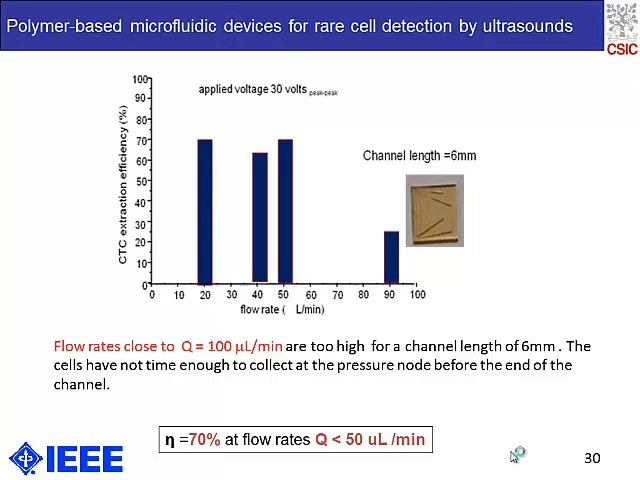 Polymer-based microfluidic devices for rare cell detection by ultrasounds
CSIC
applied voltage 30 volts peak-peak
CTC extraction efficiency (%)
100
90
80
70
60
50
40
30
20
10
0
0 10 20 30 40 50 60 70 80 90 100
flow rate ( L/min)
Channel length =6mm
Flow rates close to Q = 100 µL/min are too high for a channel length of 6mm . The
cells have not time enough to collect at the pressure node before the end of the
channel.
η =70% at flow rates Q < 50 uL /min
IEEE
30